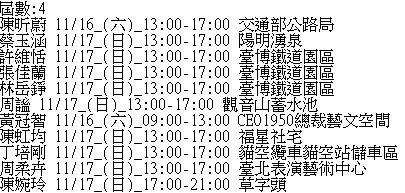 屆數:4
陳昕蔚 11/16_(六)_13:00-17:00 交通部公路局
蔡玉涵 11/17_(日)_13:00-17:00 陽明湧泉
許維恬 11/17_(日)_13:00-17:00 臺博鐵道園區
張佳蘭 11/17_(日)_13:00-17:00 臺博鐵道園區
林岳錚 11/17_(日)_13:00-17:00 臺博鐵道園區
周謐 11/17_(日)_13:00-17:00 觀音山蓄水池
黃冠智 11/16_(六)_09:00-13:00 CEO1950總裁藝文空間
陳虹均 11/17_(日)_13:00-17:00 福星社宅
丁培剛 11/17_(日)_13:00-17:00 貓空纜車貓空站儲車區
周柔卉 11/17_(日)_13:00-17:00 臺北表演藝術中心
陳婉玲 11/17_(日)_17:00-21:00 草字頭